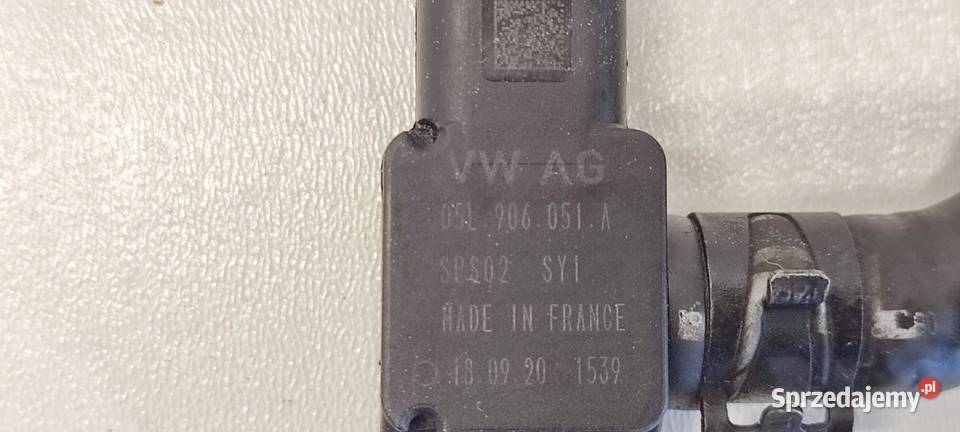 VW AG
05L.906.051.A
SPS02 SY1
MADE IN FRANCE
18.09.20 1539
Sprzedajemy.pl